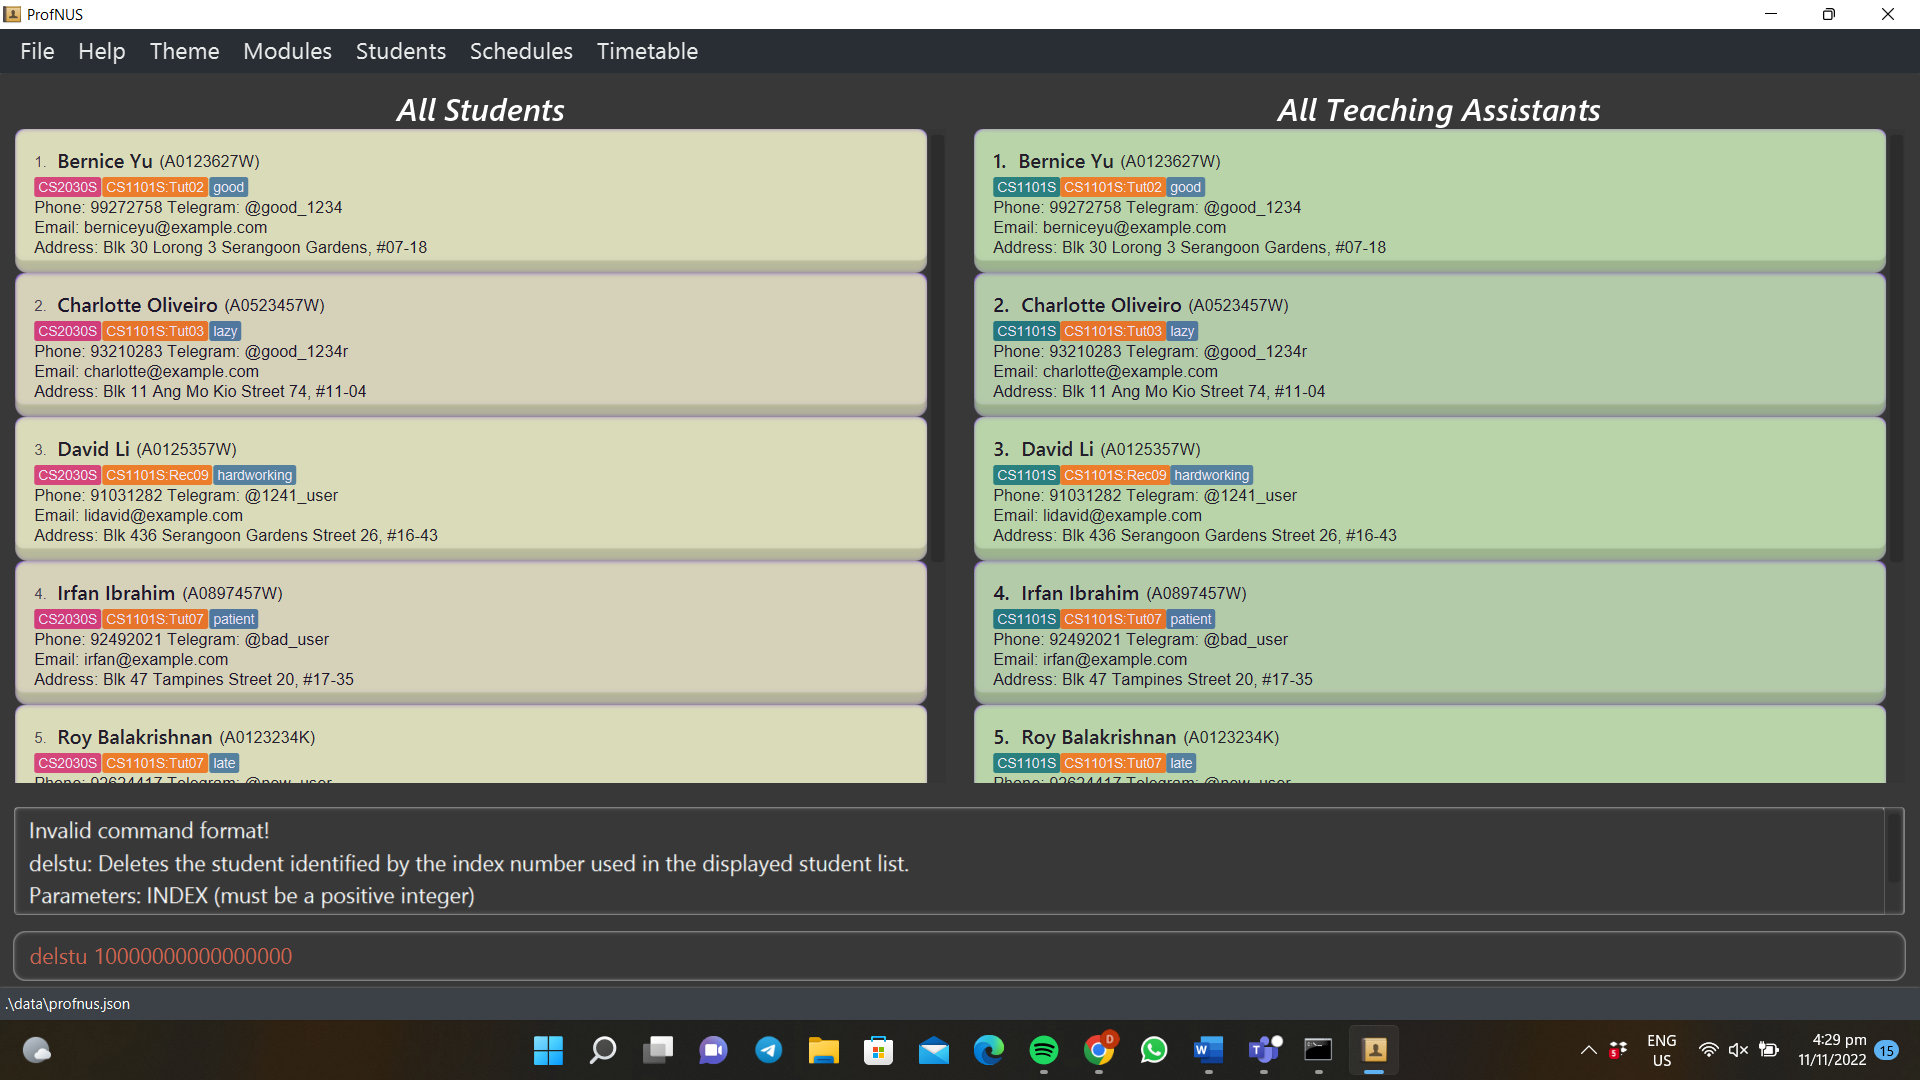 ProfNUS
File Help Theme Modules Students Schedules Timetable
All Students
1. Bernice Yu (A0123627W)
CS2030S CS1101S:Tut02 good
Phone: 99272758 Telegram: @good_1234
Email: berniceyu@example.com
Address: Blk 30 Lorong 3 Serangoon Gardens, #07-18
2. Charlotte Oliveiro (A0523457W)
CS2030S CS1101S:Tut03 lazy
Phone: 93210283 Telegram: @good_1234r
Email: charlotte@example.com
Address: Blk 11 Ang Mo Kio Street 74, #11-04
3. David Li (A0125357W)
CS2030S CS1101S:Rec09 hardworking
Phone: 91031282 Telegram: @1241_user
Email: lidavid@example.com
Address: Blk 436 Serangoon Gardens Street 26, #16-43
4. Irfan Ibrahim (A0897457W)
CS2030S CS1101S:Tut07 patient
Phone: 92492021 Telegram: @bad_user
Email: irfan@example.com
Address: Blk 47 Tampines Street 20, #17-35
5. Roy Balakrishnan (A0123234K)
CS2030S CS1101S:Tut07 late
Phone: 92624417 Telegram: @new_user
All Teaching Assistants
1. Bernice Yu (A0123627W)
CS1101S CS1101S:Tut02 good
Phone: 99272758 Telegram: @good_1234
Email: berniceyu@example.com
Address: Blk 30 Lorong 3 Serangoon Gardens, #07-18
2. Charlotte Oliveiro (A0523457W)
CS1101S CS1101S:Tut03 lazy
Phone: 93210283 Telegram: @good_1234r
Email: charlotte@example.com
Address: Blk 11 Ang Mo Kio Street 74, #11-04
3. David Li (A0125357W)
CS1101S CS1101S:Rec09 hardworking
Phone: 91031282 Telegram: @1241_user
Email: lidavid@example.com
Address: Blk 436 Serangoon Gardens Street 26, #16-43
4. Irfan Ibrahim (A0897457W)
CS1101S CS1101S:Tut07 patient
Phone: 92492021 Telegram: @bad_user
Email: irfan@example.com
Address: Blk 47 Tampines Street 20, #17-35
5. Roy Balakrishnan (A0123234K)
CS1101S CS1101S:Tut07 late
Phone: 92624417 Telegram: @new_user
Invalid command format!
delstu: Deletes the student identified by the index number used in the displayed student list.
Parameters: INDEX (must be a positive integer)
delstu 10000000000000000
.\data\profnus.json
ENG
US
4:29 pm
11/11/2022
15